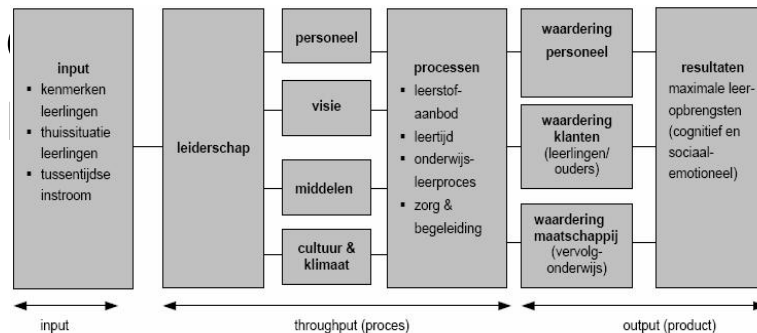 input
▪ kenmerken
leerlingen
▪ thuissituatie
leerlingen
▪ tussentijdse
instroom
leiderschap
personeel
visie
middelen
cultuur &
klimaat
processen
▪ leerstof-
aanbod
▪ leertijd
▪ onderwijs-
leerproces
▪ zorg &
begeleiding
waardering
personeel
waardering
klanten
(leerlingen/
ouders)
waardering
maatschappij
(vervolg-
onderwijs)
resultaten
maximale leer-
opbrengsten
(cognitief en
sociaal-
emotioneel)
input
throughput (proces)
output (product)